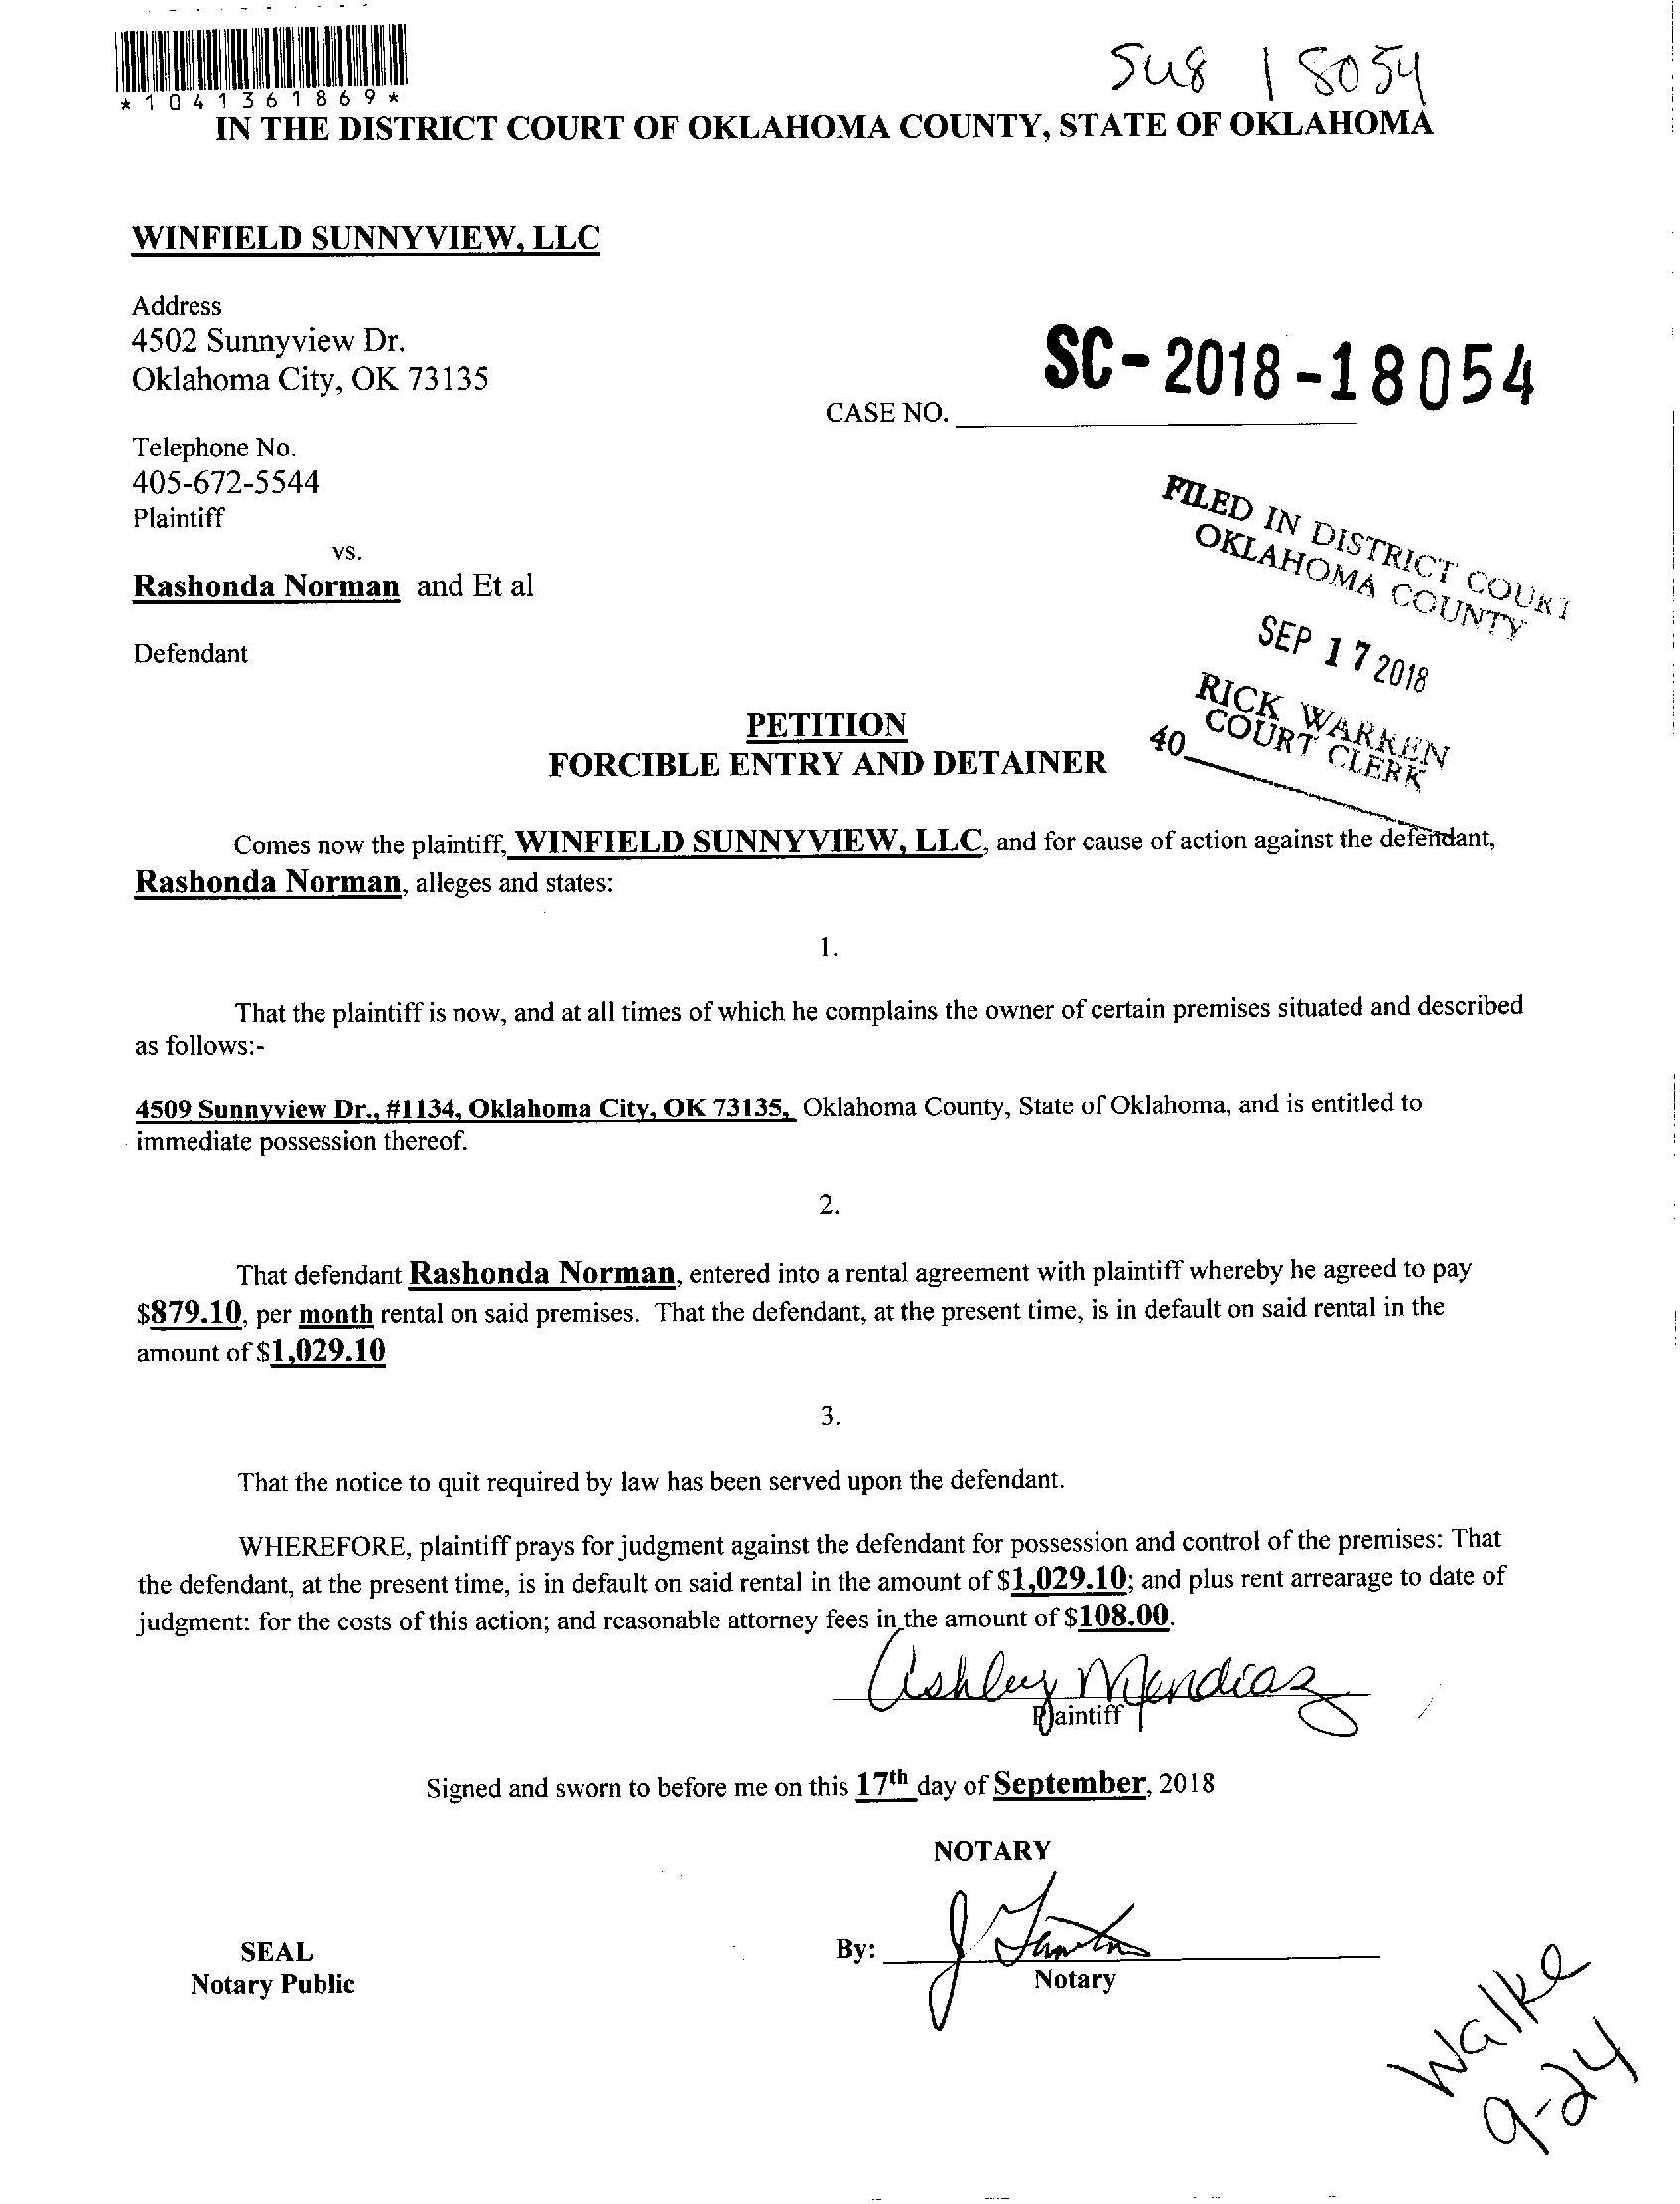 *1041361869*
Su8 18054
IN THE DISTRICT COURT OF OKLAHOMA COUNTY, STATE OF OKLAHOMA
WINFIELD SUNNYVIEW, LLC
Address
4502 Sunnyview Dr.
Oklahoma City, OK 73135
SC-2018-18054
CASE NO.
Telephone No.
405-672-5544
Plaintiff
vs.
Rashonda Norman and Et al
Defendant
FILED IN DISTRICT COURT
OKLAHOMA COUNTY
SEP 17 2018
RICK WARREN
COURT CLERK
40
PETITION
FORCIBLE ENTRY AND DETAINER
Comes now the plaintiff, WINFIELD SUNNYVIEW, LLC, and for cause of action against the defendant,
Rashonda Norman, alleges and states:
1.
That the plaintiff is now, and at all times of which he complains the owner of certain premises situated and described
as follows:-
4509 Sunnyview Dr., #1134, Oklahoma City, OK 73135, Oklahoma County, State of Oklahoma, and is entitled to
immediate possession thereof.
2.
That defendant Rashonda Norman, entered into a rental agreement with plaintiff whereby he agreed to pay
$879.10, per month rental on said premises. That the defendant, at the present time, is in default on said rental in the
amount of $1,029.10
3.
That the notice to quit required by law has been served upon the defendant.
WHEREFORE, plaintiff prays for judgment against the defendant for possession and control of the premises: That
the defendant, at the present time, is in default on said rental in the amount of $1,029.10; and plus rent arrearage to date of
judgment: for the costs of this action; and reasonable attorney fees in the amount of $108.00.
Ashley Mendiaz
Plaintiff
Signed and sworn to before me on this 17th day of September, 2018
NOTARY
SEAL
Notary Public
By:
Notary
Walke
9-24